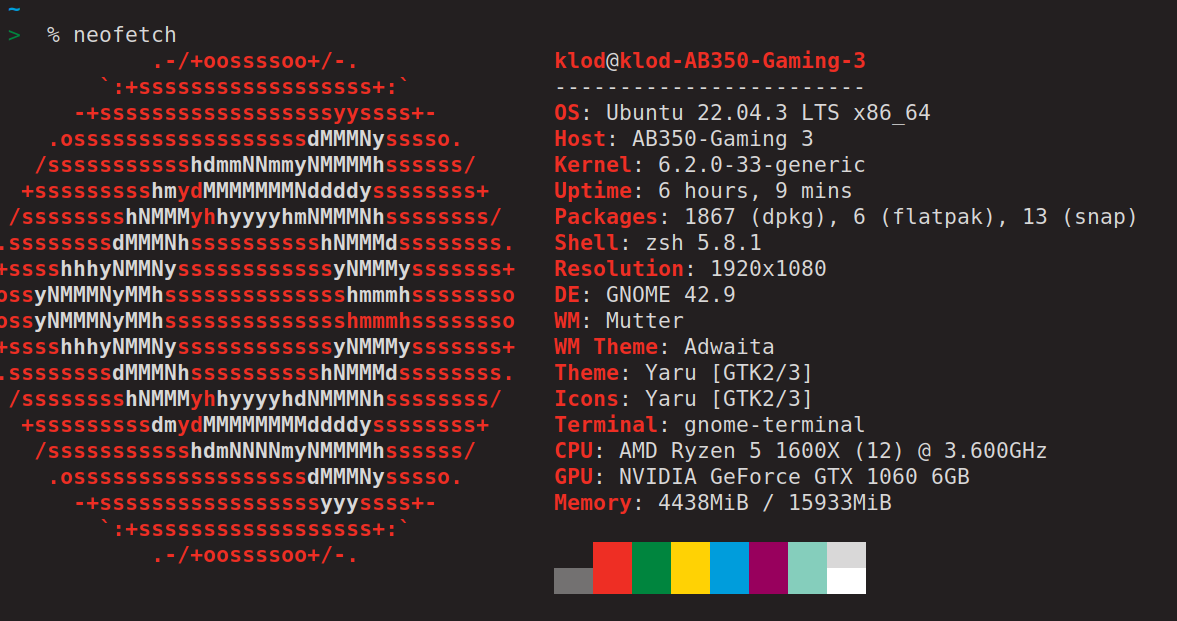 ~
> % neofetch
.-/+oossssoo+/-.
`:+ssssssssssssssssss+:`
-+ssssssssssssssssssyyssss+-
.ossssssssssssssssssdMMMNysssso.
/ssssssssssshdmmNNmmyNMMMMhssssss/
+ssssssssshmydMMMMMMMNddddyssssssss+
/sssssssshNMMMyhhyyyyhmNMMMNhssssssss/
.ssssssssdMMMNhsssssssssshNMMMdssssssss.
+sssshhhyNMMNyssssssssssssyNMMMysssssss+
ossyNMMMNyMMhsssssssssssssshmmmhssssssso
ossyNMMMNyMMhsssssssssssssshmmmhssssssso
+sssshhhyNMMNyssssssssssssyNMMMysssssss+
.ssssssssdMMMNhsssssssssshNMMMdssssssss.
/sssssssshNMMMyhhyyyyhdNMMMNhssssssss/
+sssssssssdmydMMMMMMMMddddyssssssss+
/ssssssssssshdmNNNNmyNMMMMhssssss/
.ossssssssssssssssssdMMMNysssso.
-+sssssssssssssssssyyyssss+-
`:+ssssssssssssssssss+:`
.-/+oossssoo+/-.
klod@klod-AB350-Gaming-3
------------------------
OS: Ubuntu 22.04.3 LTS x86_64
Host: AB350-Gaming 3
Kernel: 6.2.0-33-generic
Uptime: 6 hours, 9 mins
Packages: 1867 (dpkg), 6 (flatpak), 13 (snap)
Shell: zsh 5.8.1
Resolution: 1920x1080
DE: GNOME 42.9
WM: Mutter
WM Theme: Adwaita
Theme: Yaru [GTK2/3]
Icons: Yaru [GTK2/3]
Terminal: gnome-terminal
CPU: AMD Ryzen 5 1600X (12) @ 3.600GHz
GPU: NVIDIA GeForce GTX 1060 6GB
Memory: 4438MiB / 15933MiB